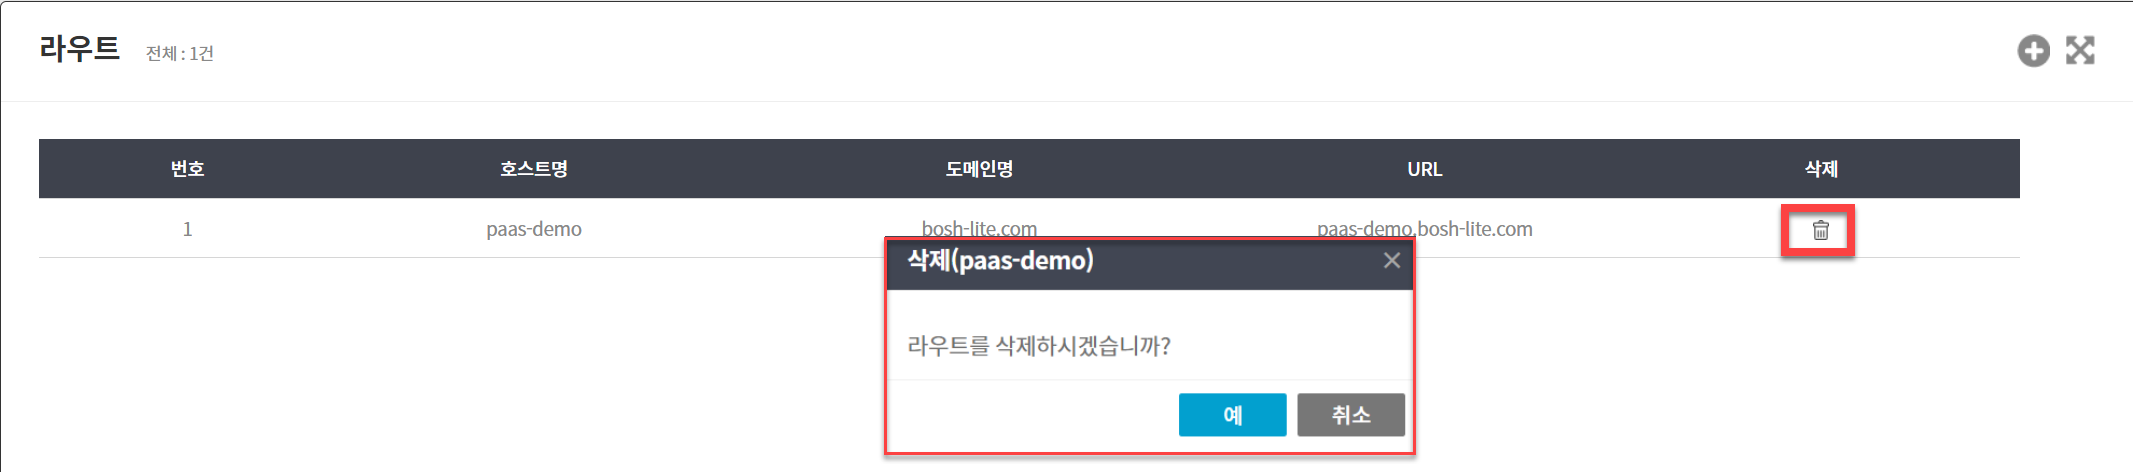 라우트 전체 : 1건
번호 호스트명 도메인명 URL 삭제
1 paas-demo bosh-lite.com paas-demo.bosh-lite.com
삭제(paas-demo)
라우트를 삭제하시겠습니까?
예 취소